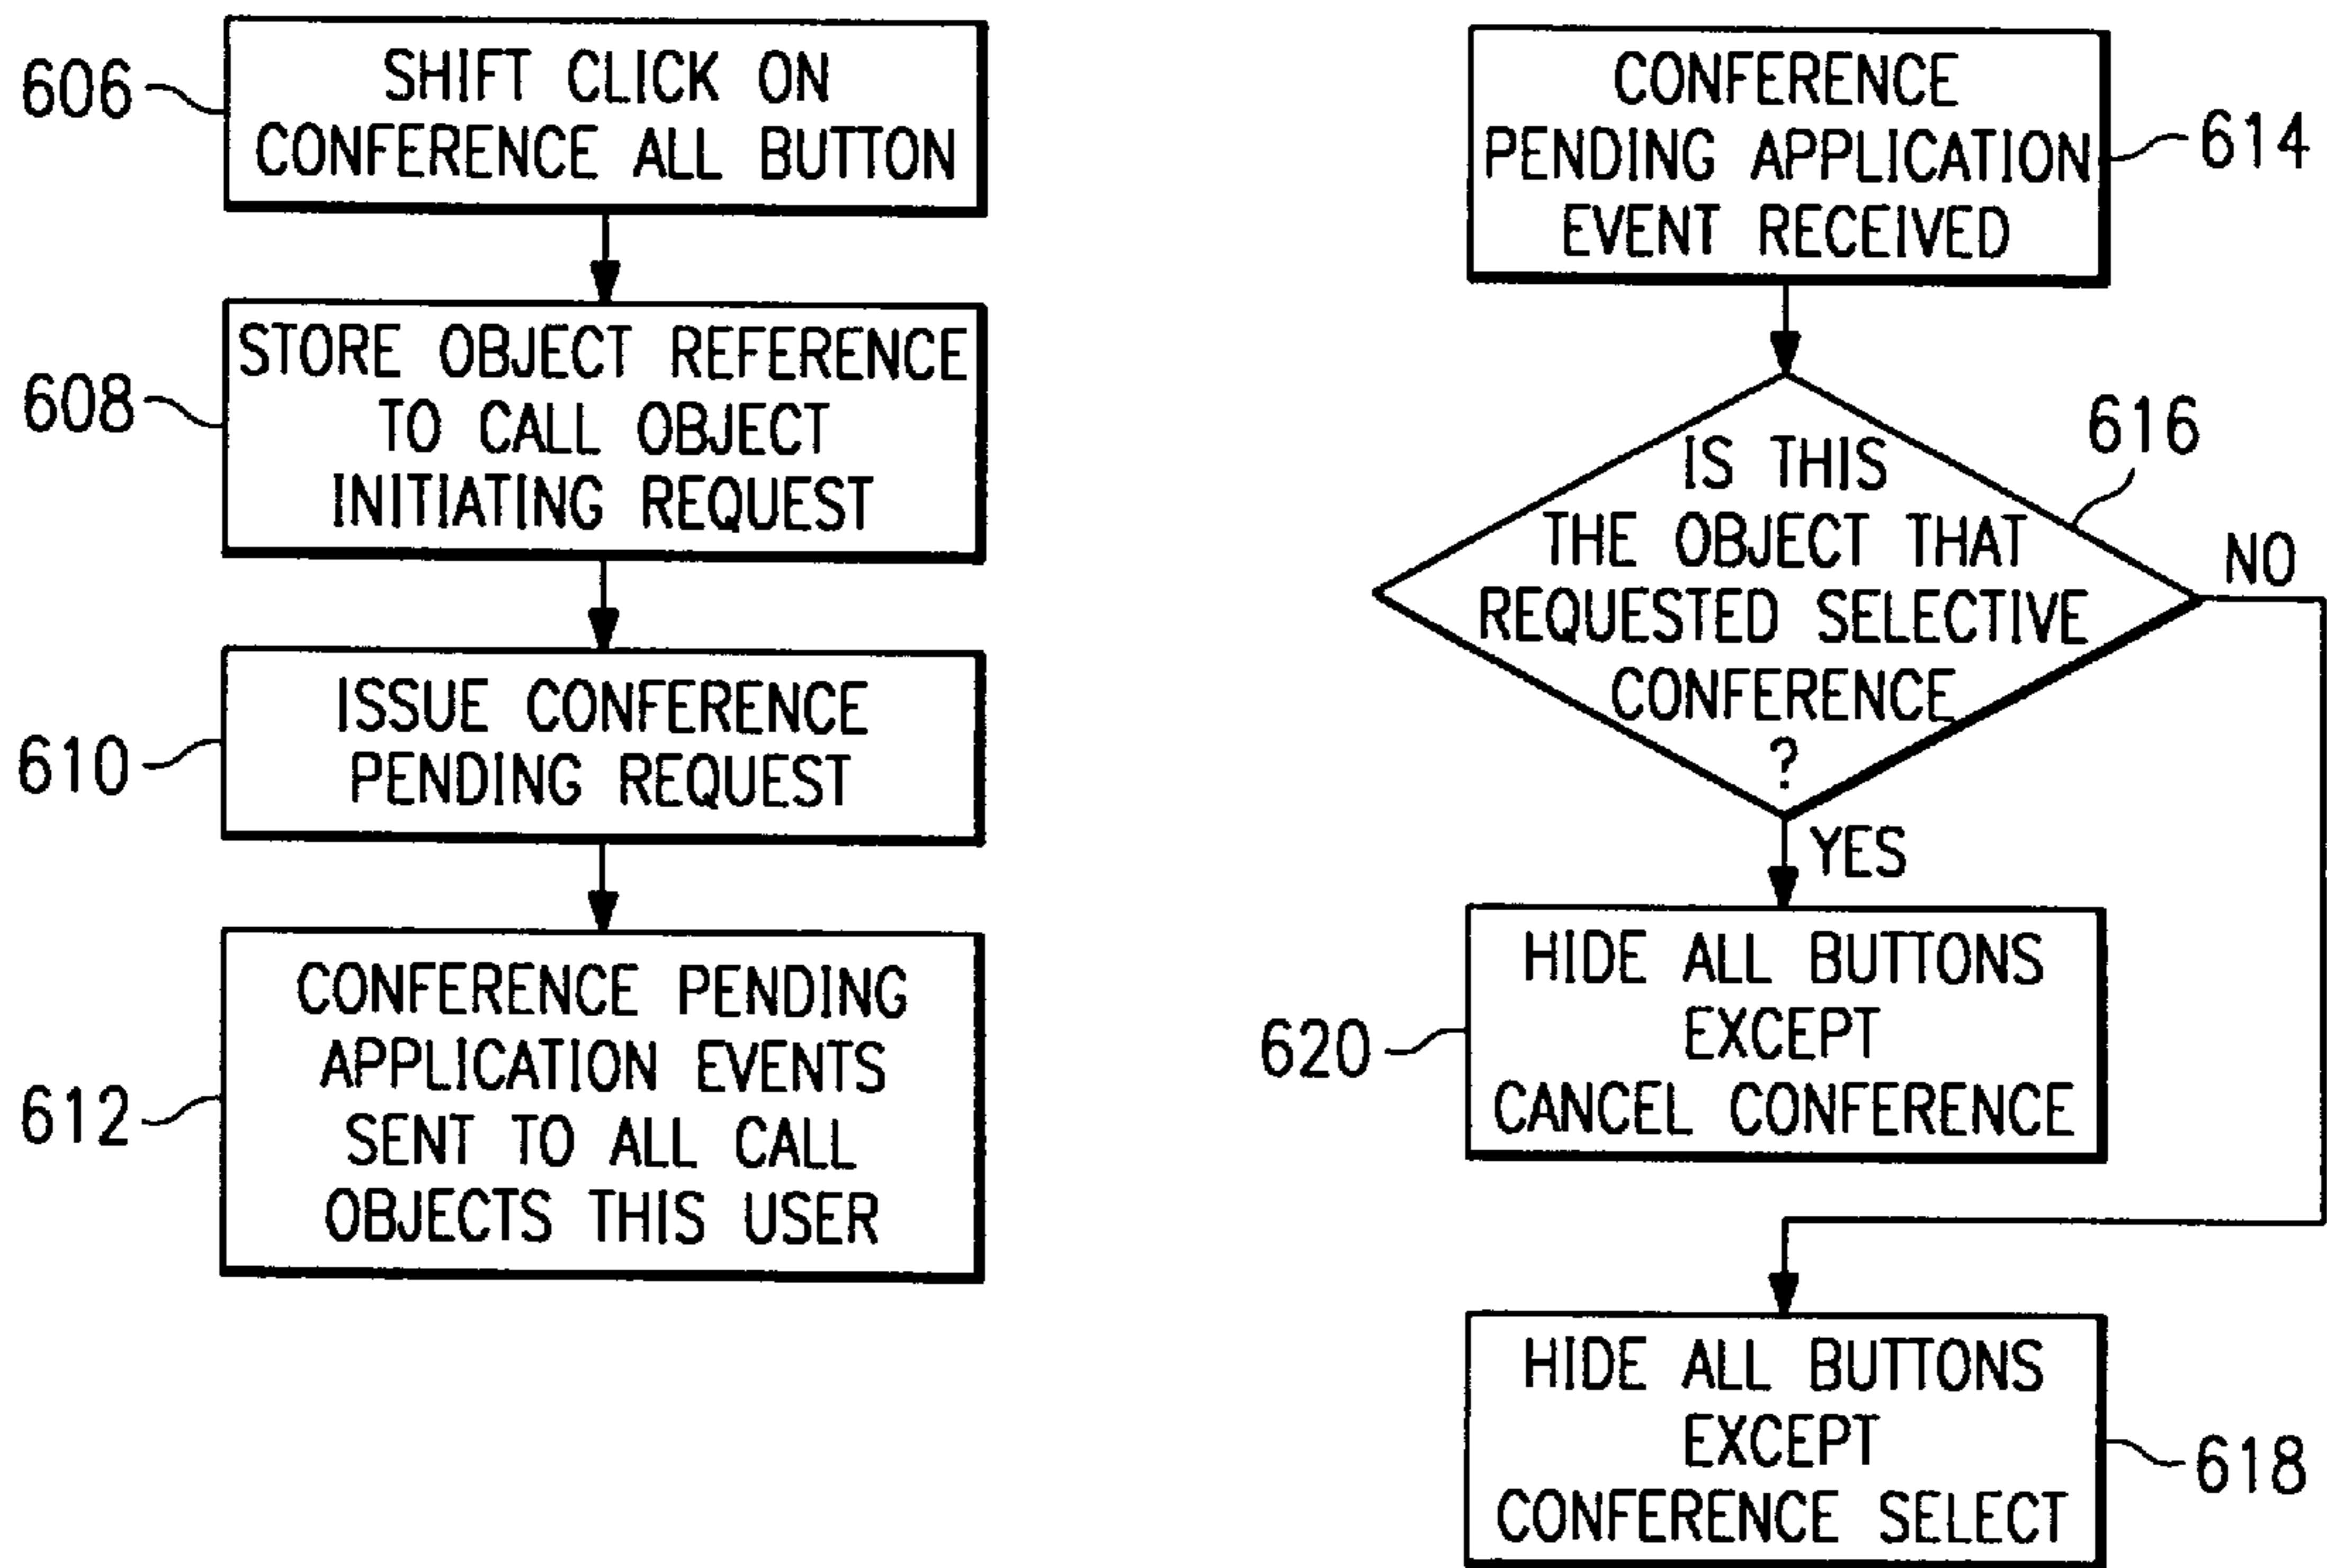 606
SHIFT CLICK ON
CONFERENCE ALL BUTTON
608
STORE OBJECT REFERENCE
TO CALL OBJECT
INITIATING REQUEST
610
ISSUE CONFERENCE
PENDING REQUEST
612
CONFERENCE PENDING
APPLICATION EVENTS
SENT TO ALL CALL
OBJECTS THIS USER
CONFERENCE
PENDING APPLICATION
EVENT RECEIVED
614
616
IS THIS
THE OBJECT THAT
REQUESTED SELECTIVE
CONFERENCE
?
NO
YES
620
HIDE ALL BUTTONS
EXCEPT
CANCEL CONFERENCE
HIDE ALL BUTTONS
EXCEPT
CONFERENCE SELECT
618